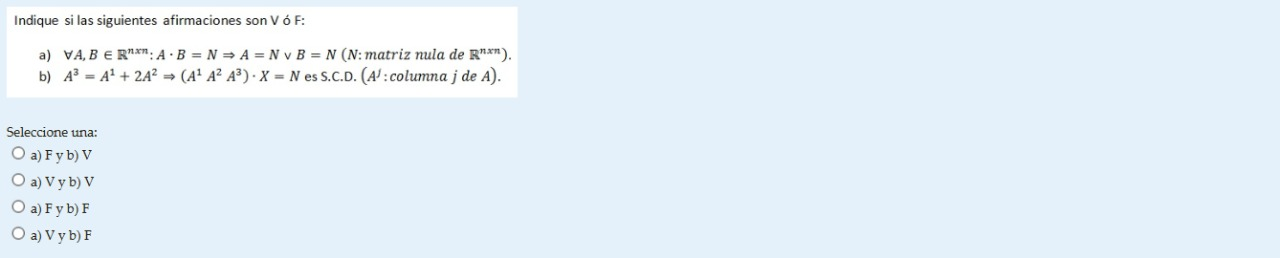 Indique si las siguientes afirmaciones son V ó F:
a) ∀A, B ∈ ℝⁿˣⁿ: A · B = N ⇒ A = N ∨ B = N (N: matriz nula de ℝⁿˣⁿ).
b) A³ = A¹ + 2A² ⇒ (A¹ A² A³) · X = N es S.C.D. (Aʲ: columna j de A).
Seleccione una:
a) F y b) V
a) V y b) V
a) F y b) F
a) V y b) F